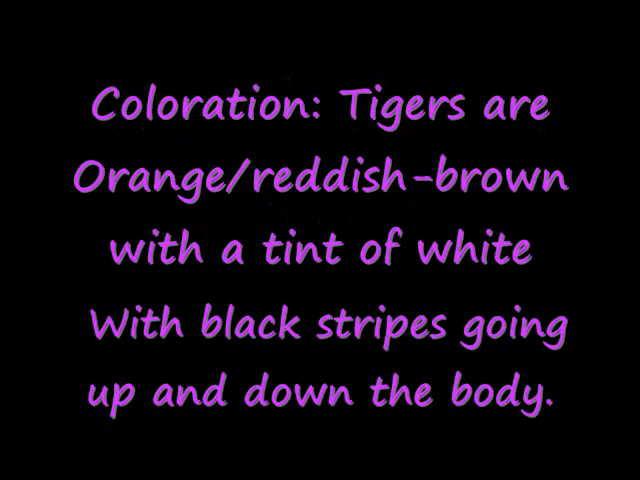 Coloration: Tigers are
Orange/reddish-brown
with a tint of white
With black stripes going
up and down the body.